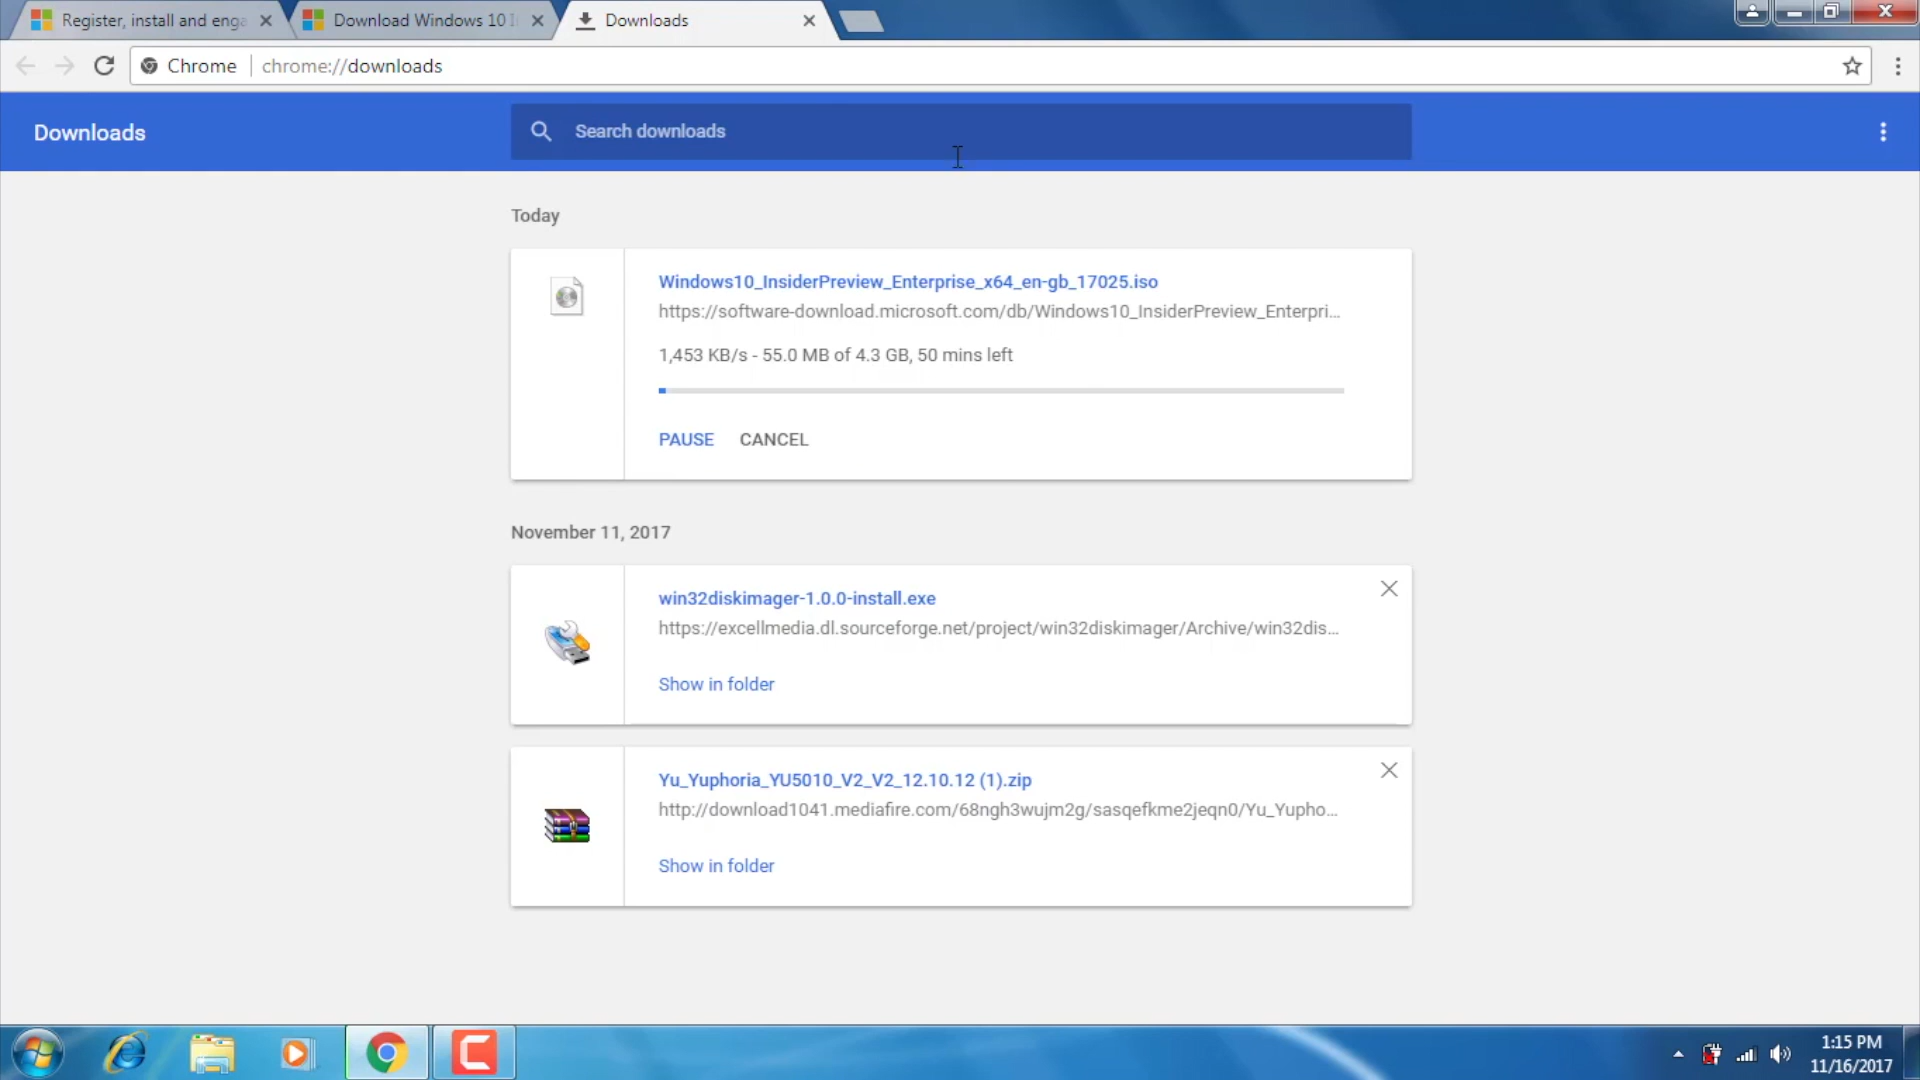 Register, install and enga
Download Windows 10 I
Downloads
Chrome
chrome://downloads
Downloads
Search downloads
Today
Windows10_InsiderPreview_Enterprise_x64_en-gb_17025.iso
https://software-download.microsoft.com/db/Windows10_InsiderPreview_Enterpri...
1,453 KB/s - 55.0 MB of 4.3 GB, 50 mins left
PAUSE CANCEL
November 11, 2017
win32diskimager-1.0.0-install.exe
https://excellmedia.dl.sourceforge.net/project/win32diskimager/Archive/win32dis...
Show in folder
Yu_Yuphoria_YU5010_V2_V2_12.10.12 (1).zip
http://download1041.mediafire.com/68ngh3wujm2g/sasqefkme2jeqn0/Yu_Yupho...
Show in folder
1:15 PM
11/16/2017